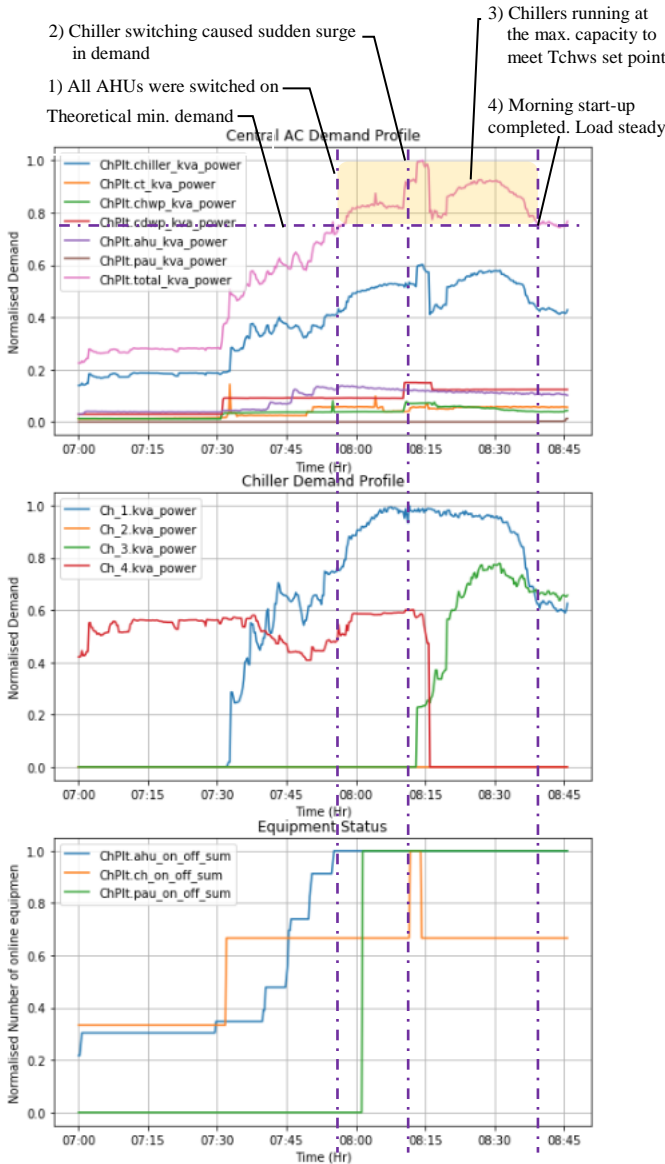 2) Chiller switching caused sudden surge
in demand
3) Chillers running at
the max. capacity to
meet Tchws set point
1) All AHUs were switched on
Theoretical min. demand
4) Morning start-up
completed. Load steady
Central AC Demand Profile
Normalised Demand
1.0
0.8
0.6
0.4
0.2
0.0
ChPlt.chiller_kva_power
ChPlt.ct_kva_power
ChPlt.chwp_kva_power
ChPlt.cdwp_kva_power
ChPlt.ahu_kva_power
ChPlt.pau_kva_power
ChPlt.total_kva_power
07:00 07:15 07:30 07:45 08:00 08:15 08:30 08:45
Time (Hr)
Chiller Demand Profile
Normalised Demand
1.0
0.8
0.6
0.4
0.2
0.0
Ch_1.kva_power
Ch_2.kva_power
Ch_3.kva_power
Ch_4.kva_power
07:00 07:15 07:30 07:45 08:00 08:15 08:30 08:45
Time (Hr)
Equipment Status
Normalised Number of online equipmen
1.0
0.8
0.6
0.4
0.2
0.0
ChPlt.ahu_on_off_sum
ChPlt.ch_on_off_sum
ChPlt.pau_on_off_sum
07:00 07:15 07:30 07:45 08:00 08:15 08:30 08:45
Time (Hr)